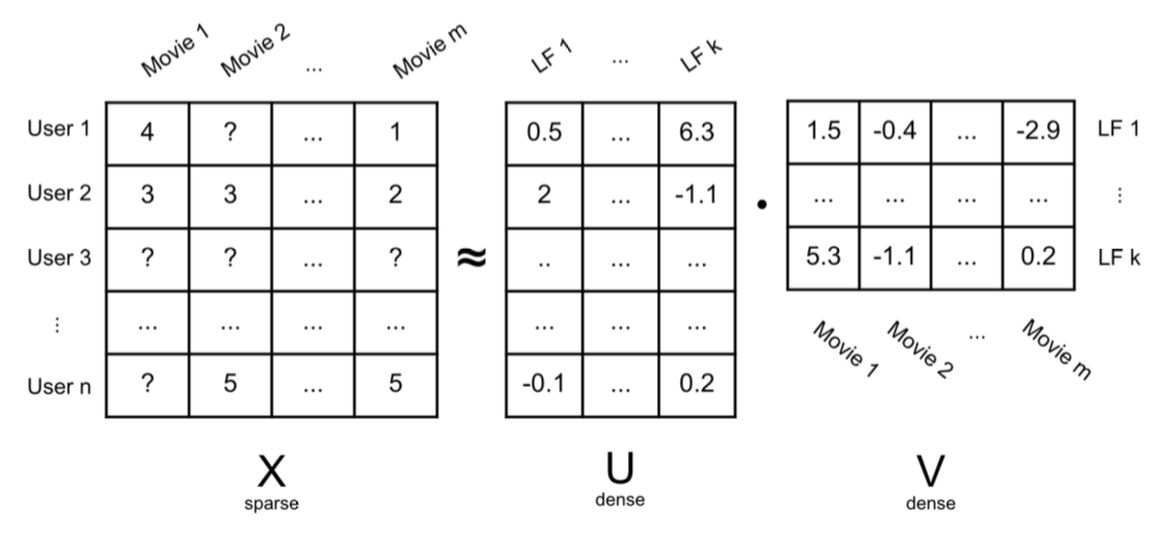 Movie 1 Movie 2 ... Movie m LF 1 ... LF k
User 1 4 ? ... 1 0.5 ... 6.3 1.5 -0.4 ... -2.9 LF 1
User 2 3 3 ... 2 2 ... -1.1 . ... ... ... ... ⋮
User 3 ? ? ... ? ≈ .. ... ... 5.3 -1.1 ... 0.2 LF k
⋮ ... ... ... ... ... ... ... Movie 1 Movie 2 ... Movie m
User n ? 5 ... 5 -0.1 ... 0.2
X U V
sparse dense dense